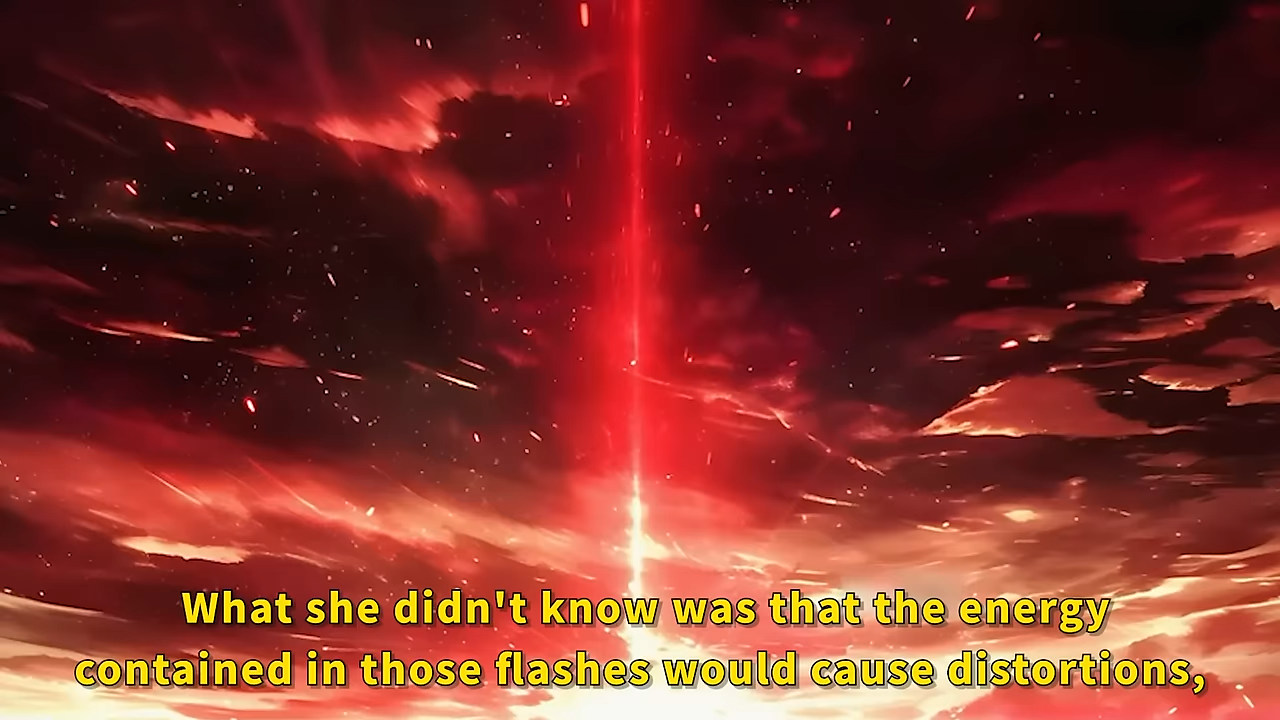 What she didn't know was that the energy
contained in those flashes would cause distortions,